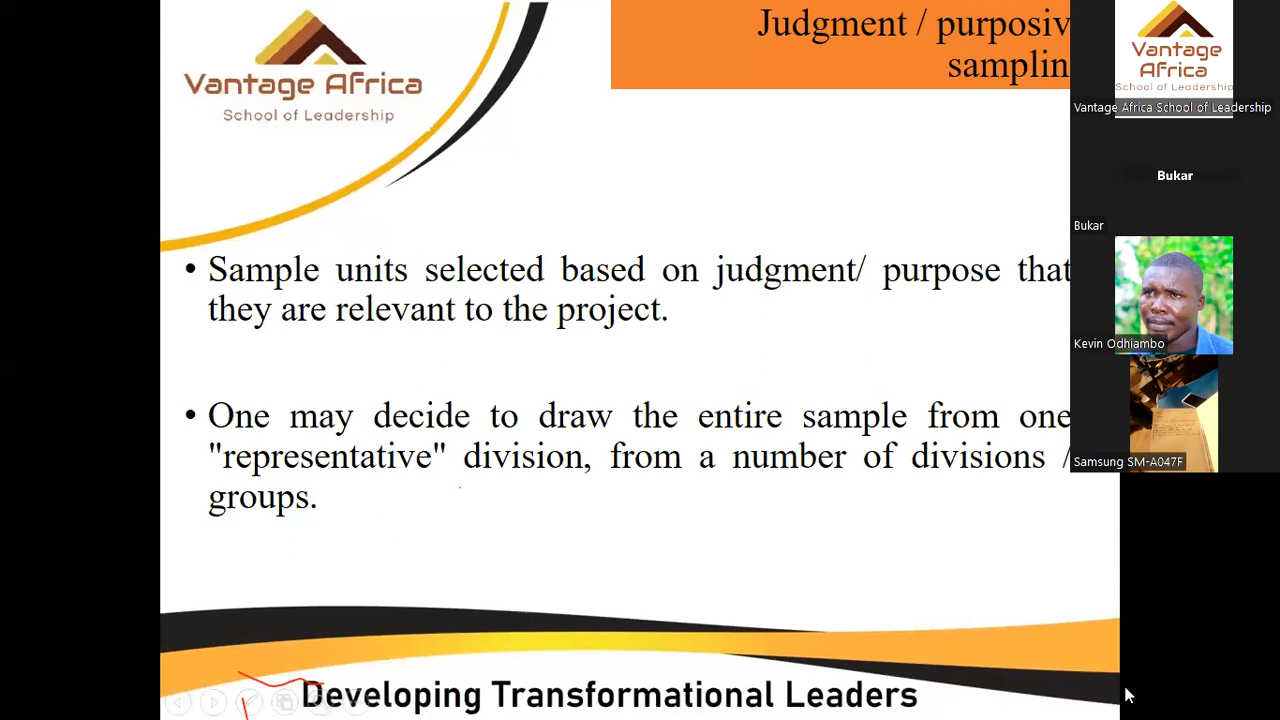 Vantage Africa
School of Leadership
Judgment / purposiv
samplin
• Sample units selected based on judgment/ purpose that
they are relevant to the project.
• One may decide to draw the entire sample from one
"representative" division, from a number of divisions /
groups.
Developing Transformational Leaders
Vantage
Africa
School of Leadership
Vantage Africa School of Leadership
Bukar
Bukar
Kevin Odhiambo
Samsung SM-A047F